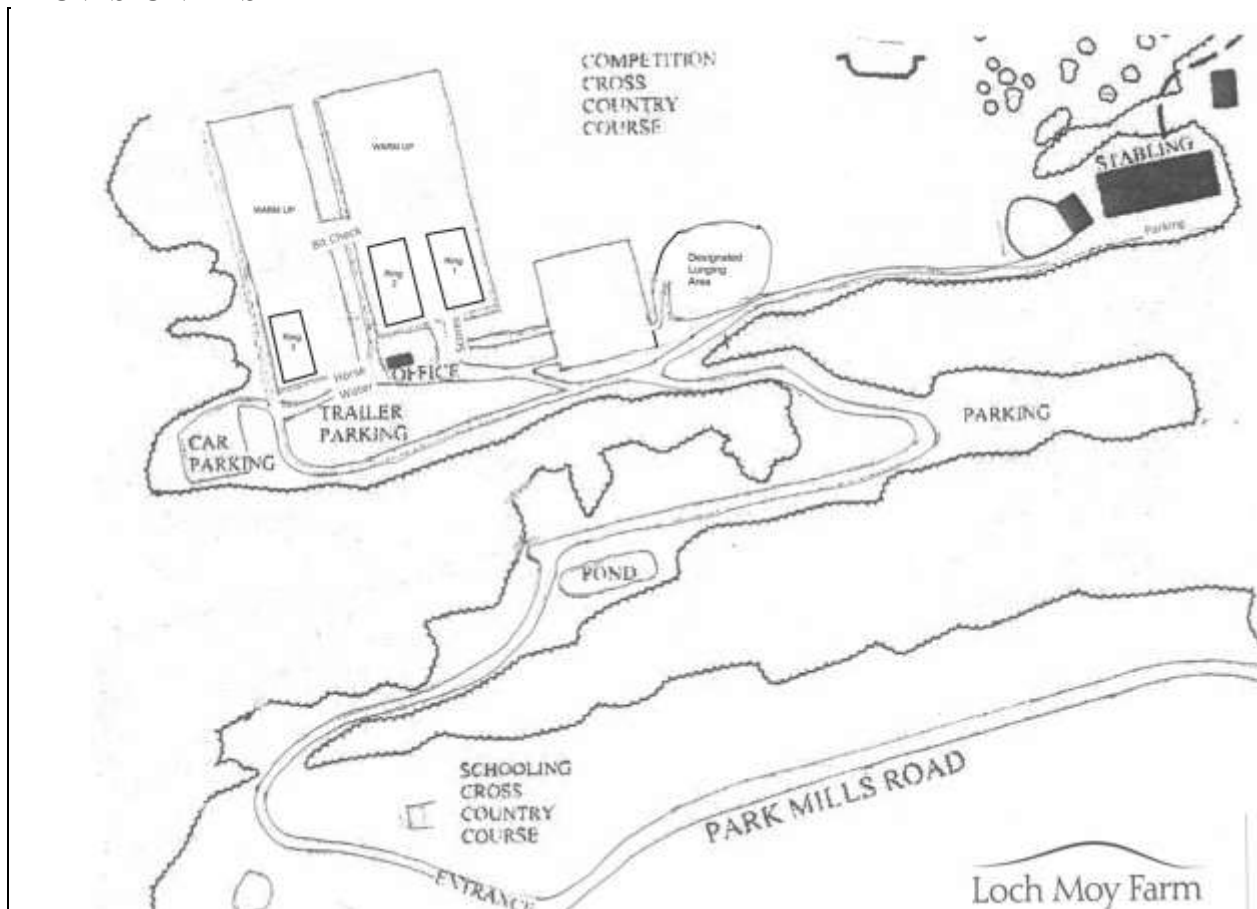 COMPETITION
CROSS
COUNTRY
COURSE
WARM UP
WARM UP
STABLING
Parking
Bit Check
Ring
1
Ring
2
Designated
Lunging
Area
Ring
Horse
Water
OFFICE
TRAILER
PARKING
CAR
PARKING
PARKING
POND
SCHOOLING
CROSS
COUNTRY
COURSE
PARK MILLS ROAD
ENTRANCE
Loch Moy Farm